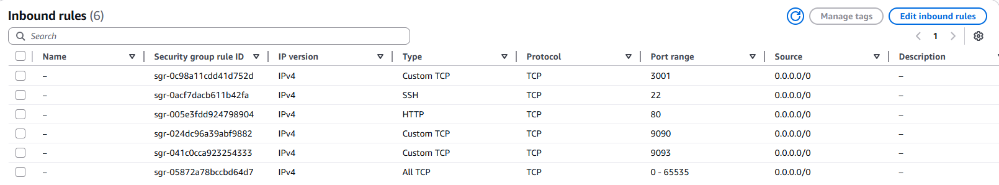 Inbound rules (6) Manage tags Edit inbound rules
Search 1
Name Security group rule ID IP version Type Protocol Port range Source Description
– sgr-0c98a11cdd41d752d IPv4 Custom TCP TCP 3001 0.0.0.0/0 –
– sgr-0acf7dacb611b42fa IPv4 SSH TCP 22 0.0.0.0/0 –
– sgr-005e3fdd924798904 IPv4 HTTP TCP 80 0.0.0.0/0 –
– sgr-024dc96a39abf9882 IPv4 Custom TCP TCP 9090 0.0.0.0/0 –
– sgr-041c0cca923254333 IPv4 Custom TCP TCP 9093 0.0.0.0/0 –
– sgr-05872a78bccbd64d7 IPv4 All TCP TCP 0 - 65535 0.0.0.0/0 –